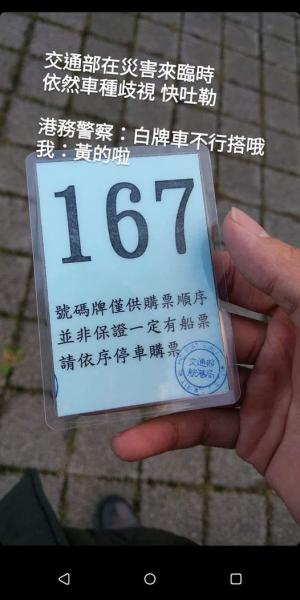 交通部在災害來臨時
依然車種歧視 快吐勒
港務警察：白牌車不行搭哦
我：黃的啦
167
號碼牌僅供購票順序
並非保證一定有船票
請依序停車購票
交通部
航港局